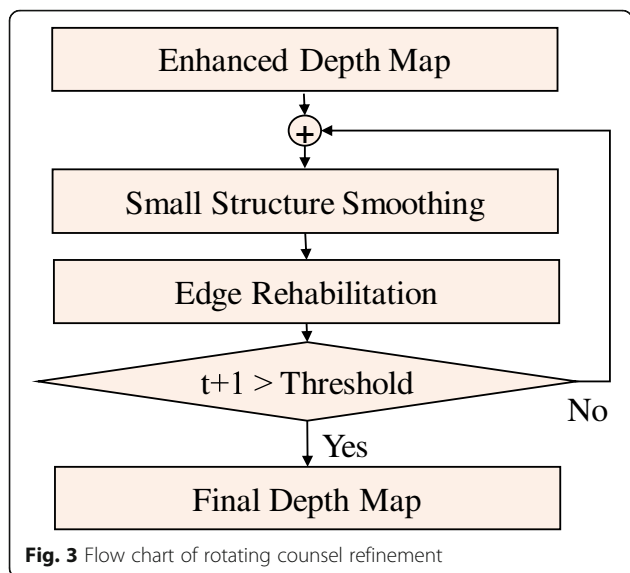 Enhanced Depth Map
+
Small Structure Smoothing
Edge Rehabilitation
t+1 > Threshold
No
Yes
Final Depth Map
Fig. 3 Flow chart of rotating counsel refinement